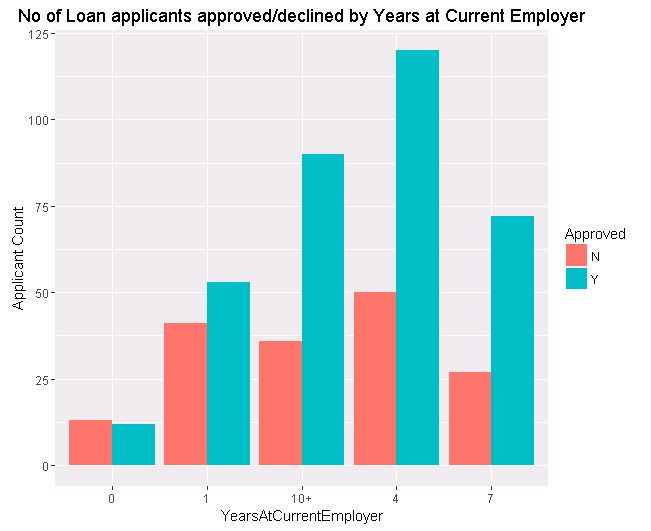 No of Loan applicants approved/declined by Years at Current Employer
125
100
75
50
25
0
Applicant Count
0 1 10+ 4 7
YearsAtCurrentEmployer
Approved
N
Y